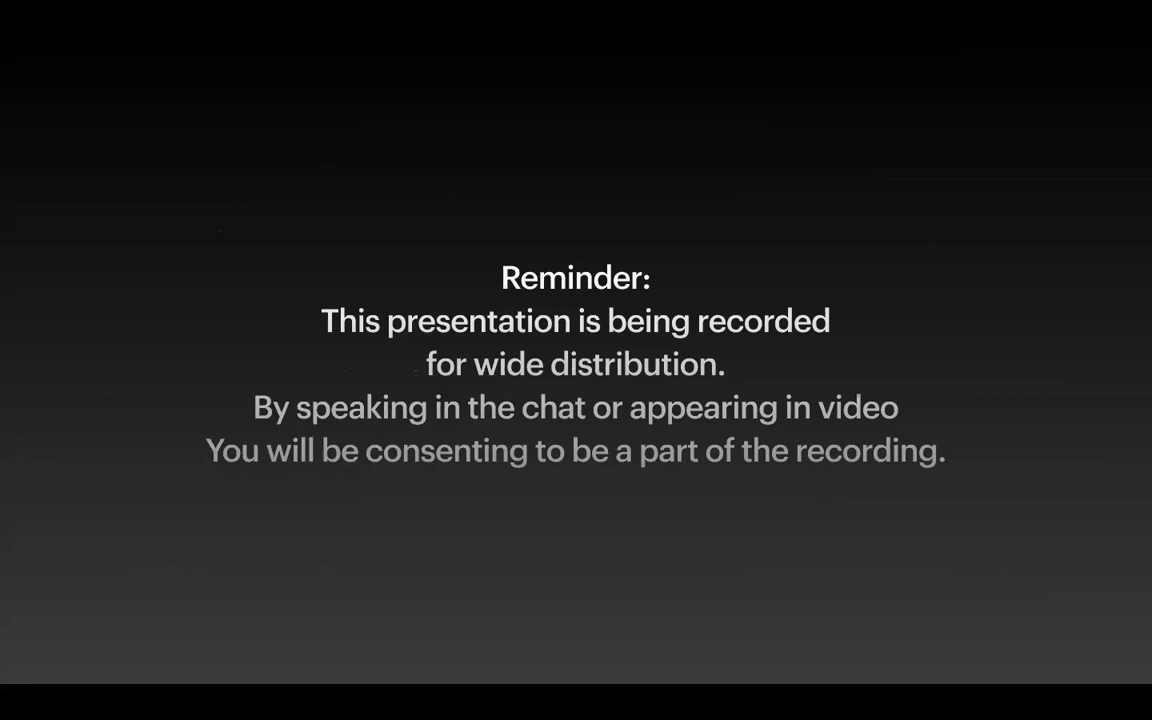 Reminder:
This presentation is being recorded
for wide distribution.
By speaking in the chat or appearing in video
You will be consenting to be a part of the recording.